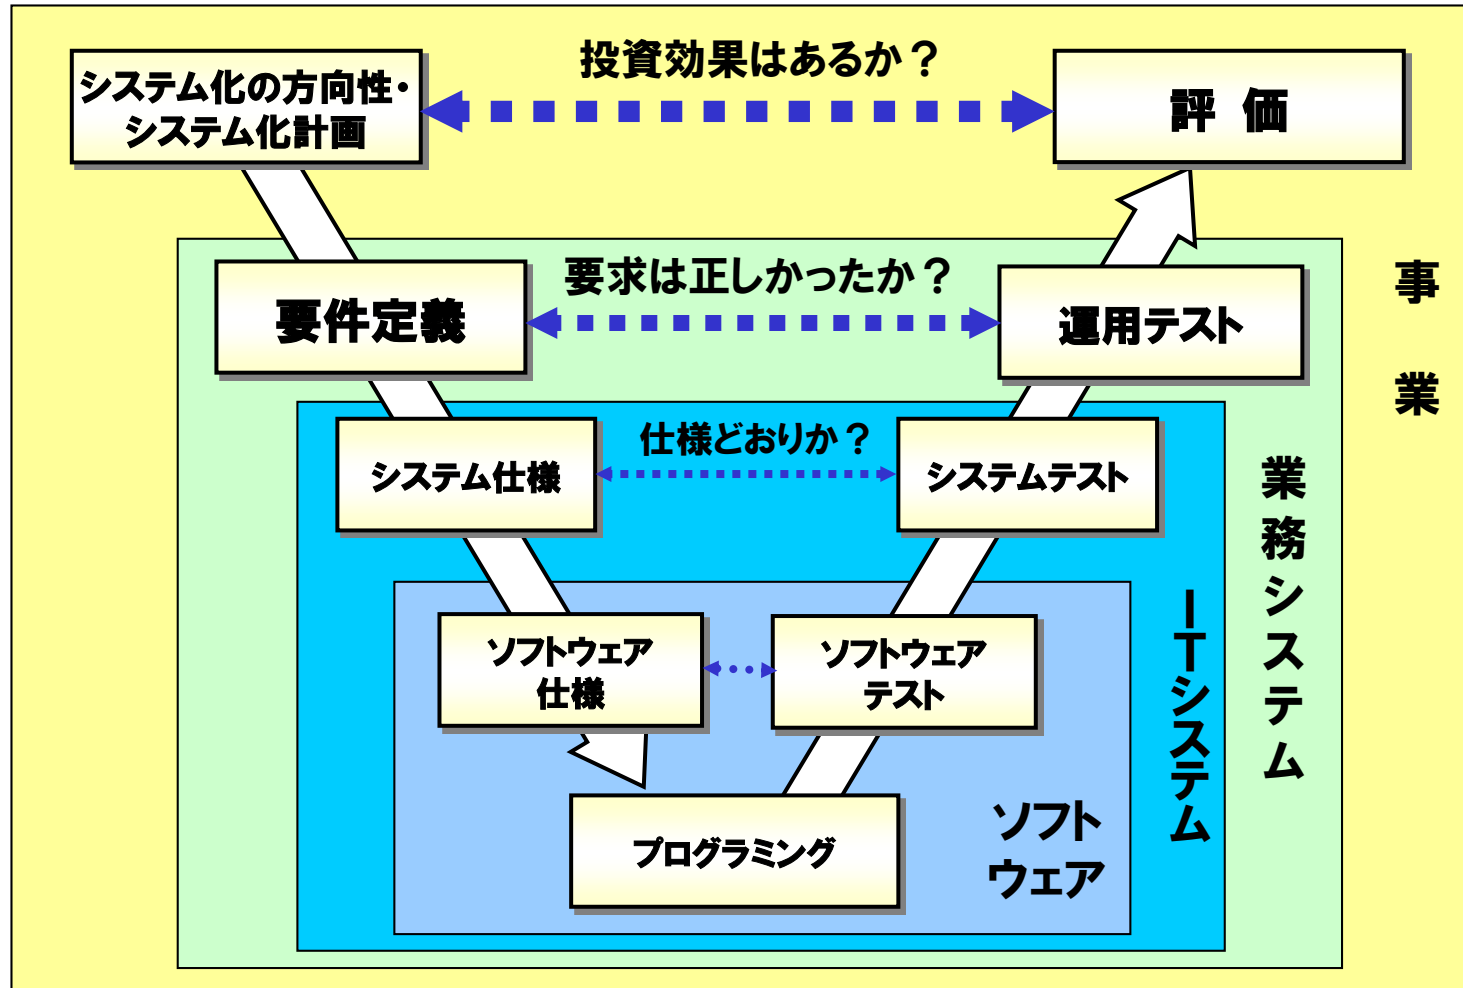 投資効果はあるか？
システム化の方向性・
システム化計画
評 価
要求は正しかったか？
要件定義
運用テスト
事業
仕様どおりか？
システム仕様
システムテスト
業務システム
ITシステム
ソフトウェア
仕様
ソフトウェア
テスト
プログラミング
ソフト
ウェア